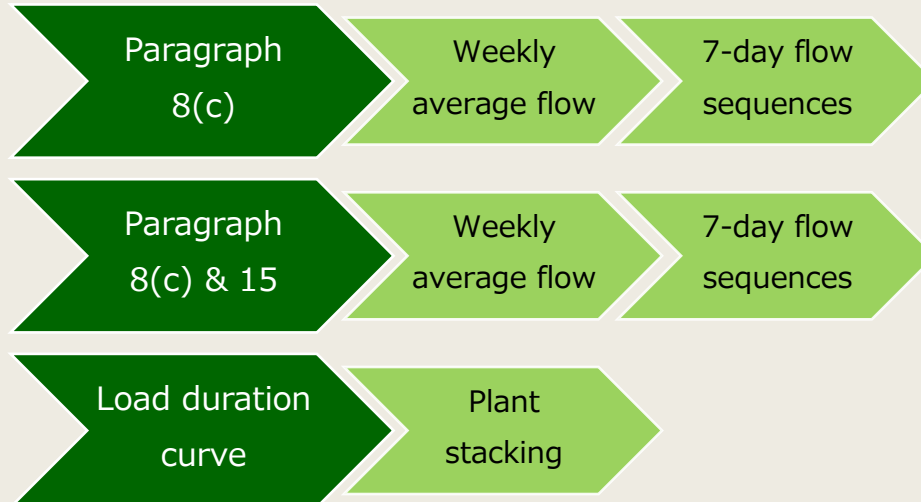 Paragraph
8(c)
Weekly
average flow
7-day flow
sequences
Paragraph
8(c) & 15
Weekly
average flow
7-day flow
sequences
Load duration
curve
Plant
stacking